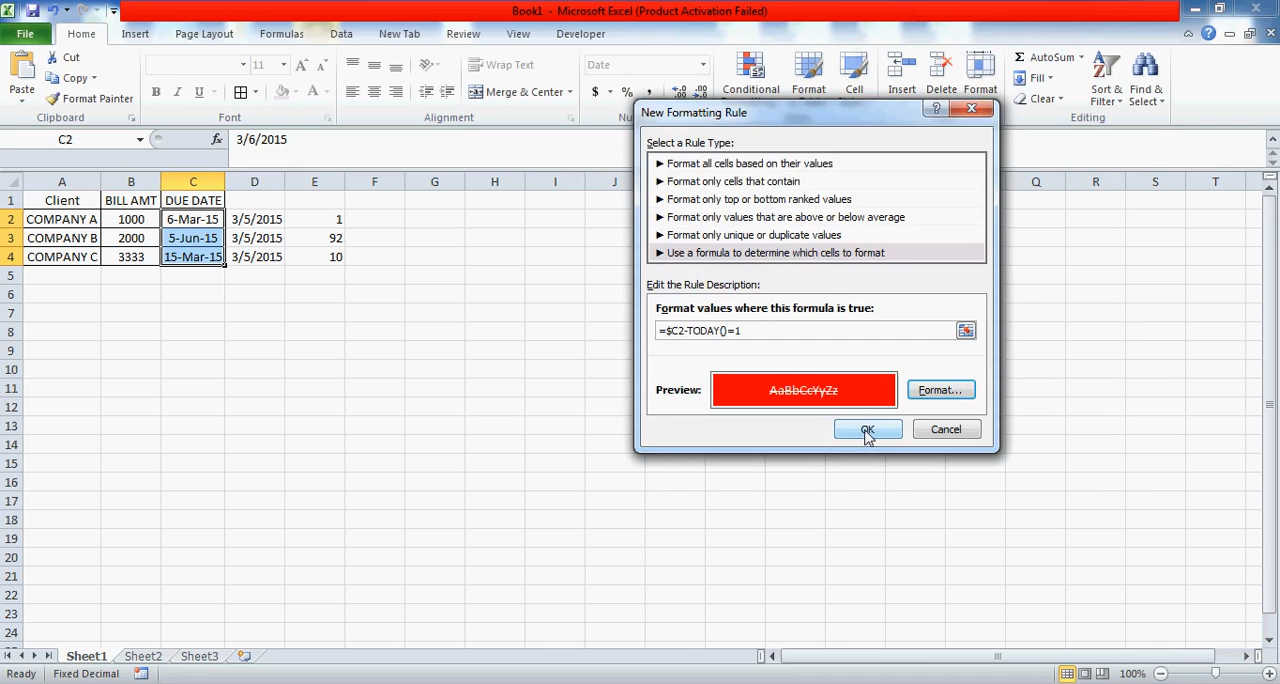 Book1 - Microsoft Excel (Product Activation Failed)
File Home Insert Page Layout Formulas Data New Tab Review View Developer
Paste Cut Copy Format Painter
11
B I U
Wrap Text
Merge & Center
Date
$ % ,
Conditional Format Cell
Insert Delete Format
Σ AutoSum
Fill
Clear
Sort & Filter
Find & Select
Clipboard Font Alignment Nu Editing
C2 fx 3/6/2015
A B C D E F G H I J Q R S T
1 Client BILL AMT DUE DATE
2 COMPANY A 1000 6-Mar-15 3/5/2015 1
3 COMPANY B 2000 5-Jun-15 3/5/2015 92
4 COMPANY C 3333 15-Mar-15 3/5/2015 10
5
6
7
8
9
10
11
12
13
14
15
16
17
18
19
20
21
22
23
24
New Formatting Rule
Select a Rule Type:
► Format all cells based on their values
► Format only cells that contain
► Format only top or bottom ranked values
► Format only values that are above or below average
► Format only unique or duplicate values
► Use a formula to determine which cells to format
Edit the Rule Description:
Format values where this formula is true:
=$C2-TODAY()=1
Preview: AaBbCcYyZz Format...
OK Cancel
Sheet1 Sheet2 Sheet3
Ready Fixed Decimal 100%